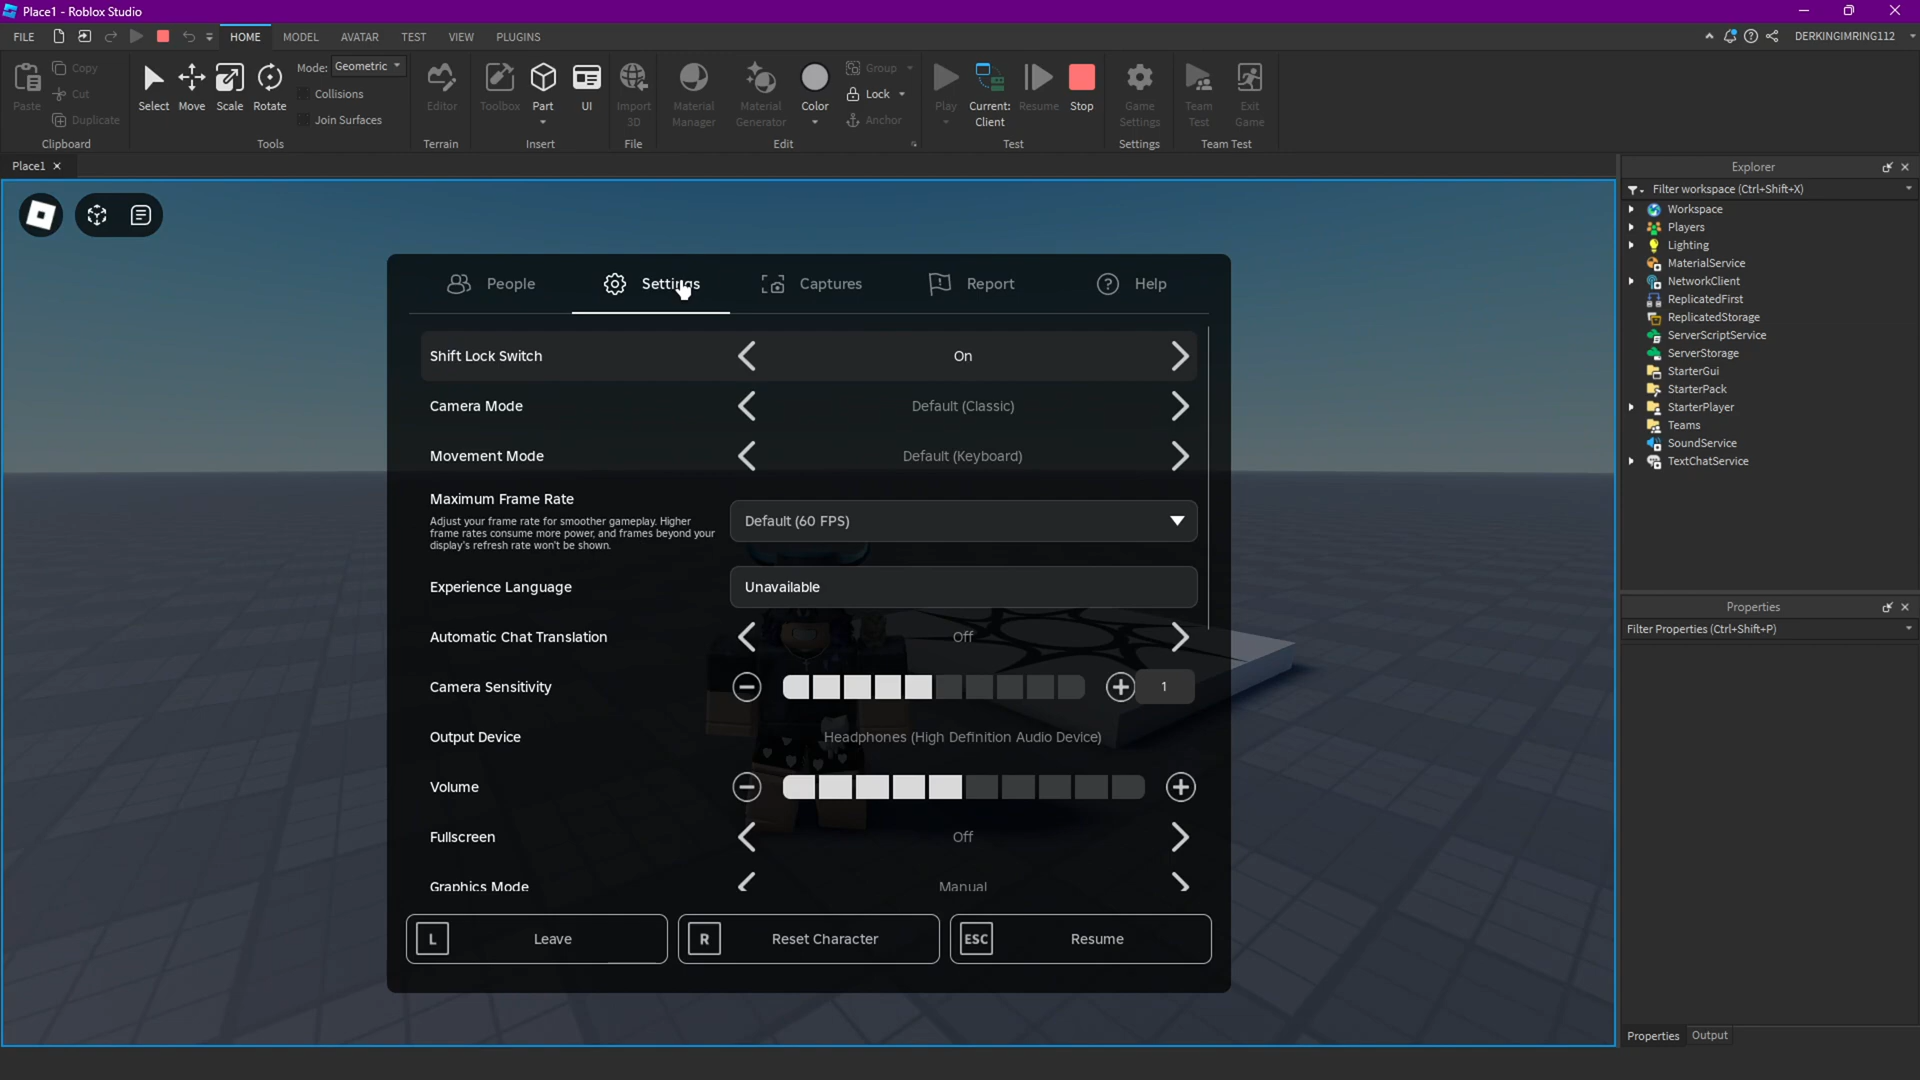 Place1 - Roblox Studio
FILE HOME MODEL AVATAR TEST VIEW PLUGINS DERKINGIMRING112
Paste Copy Cut Duplicate
Clipboard
Select Move Scale Rotate
Mode: Geometric
Collisions
Join Surfaces
Tools
Editor
Terrain
Toolbox Part UI
Insert
Import 3D
File
Material Manager
Material Generator
Color
Group
Lock
Anchor
Edit
Play
Current: Client
Resume
Stop
Test
Game Settings
Settings
Team Test
Exit Game
Team Test
Place1
People Settings Captures Report Help
Shift Lock Switch On
Camera Mode Default (Classic)
Movement Mode Default (Keyboard)
Maximum Frame Rate
Adjust your frame rate for smoother gameplay. Higher
frame rates consume more power, and frames beyond your
display's refresh rate won't be shown.
Default (60 FPS)
Experience Language Unavailable
Automatic Chat Translation Off
Camera Sensitivity 1
Output Device Headphones (High Definition Audio Device)
Volume
Fullscreen Off
Graphics Mode Manual
L Leave R Reset Character ESC Resume
Explorer
Filter workspace (Ctrl+Shift+X)
Workspace
Players
Lighting
MaterialService
NetworkClient
ReplicatedFirst
ReplicatedStorage
ServerScriptService
ServerStorage
StarterGui
StarterPack
StarterPlayer
Teams
SoundService
TextChatService
Properties
Filter Properties (Ctrl+Shift+P)
Properties Output